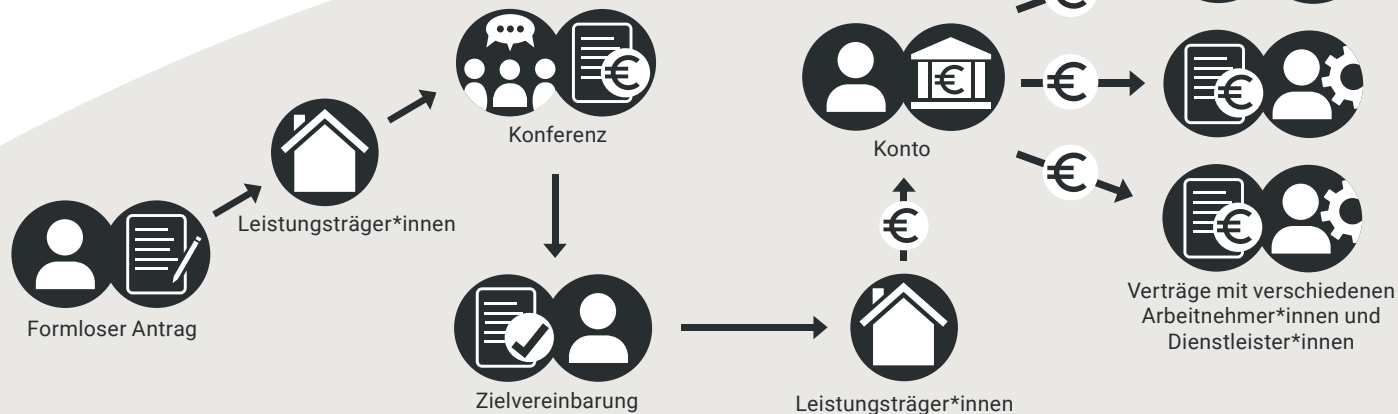 Formloser Antrag
Leistungsträger*innen
Konferenz
Zielvereinbarung
Leistungsträger*innen
€
Konto
€
€
€
Verträge mit verschiedenen
Arbeitnehmer*innen und
Dienstleister*innen